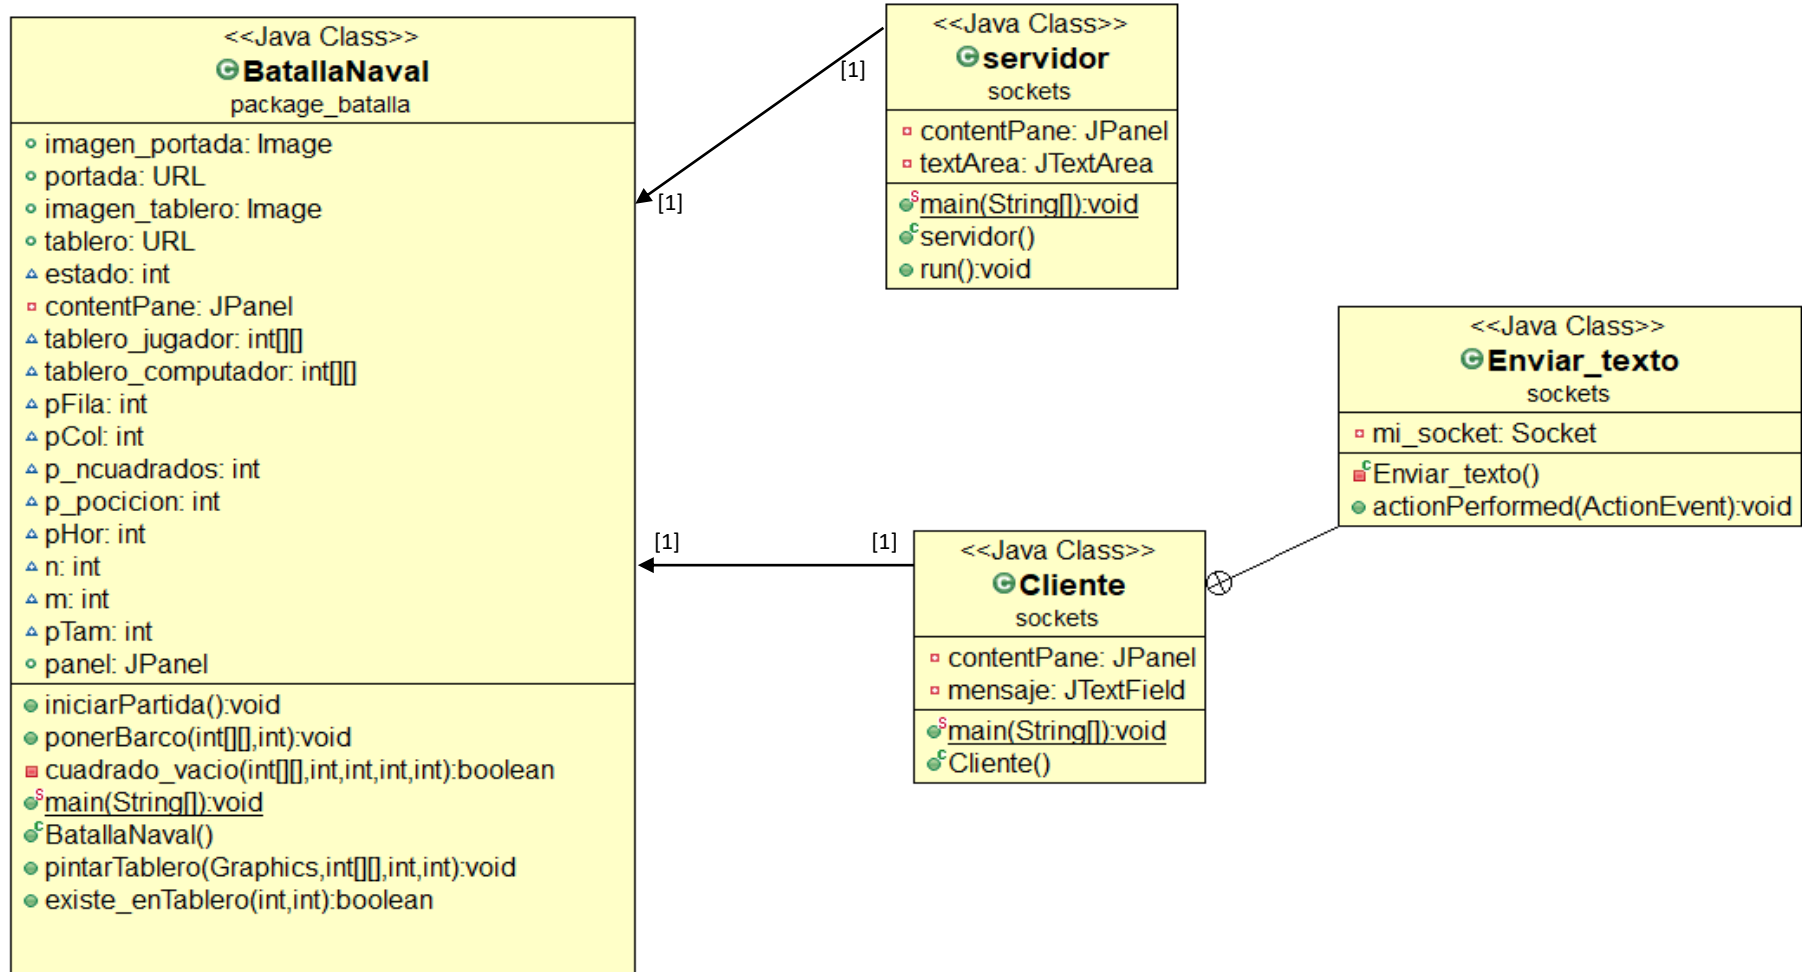 <<Java Class>>
BatallaNaval
package_batalla
imagen_portada: Image
portada: URL
imagen_tablero: Image
tablero: URL
estado: int
contentPane: JPanel
tablero_jugador: int[][]
tablero_computador: int[][]
pFila: int
pCol: int
p_ncuadrados: int
p_pocicion: int
pHor: int
n: int
m: int
pTam: int
panel: JPanel
iniciarPartida():void
ponerBarco(int[][],int):void
cuadrado_vacio(int[][],int,int,int,int):boolean
main(String[]):void
BatallaNaval()
pintarTablero(Graphics,int[][],int,int):void
existe_enTablero(int,int):boolean
[1]
[1]
<<Java Class>>
servidor
sockets
contentPane: JPanel
textArea: JTextArea
main(String[]):void
servidor()
run():void
[1]
[1]
<<Java Class>>
Cliente
sockets
contentPane: JPanel
mensaje: JTextField
main(String[]):void
Cliente()
<<Java Class>>
Enviar_texto
sockets
mi_socket: Socket
Enviar_texto()
actionPerformed(ActionEvent):void